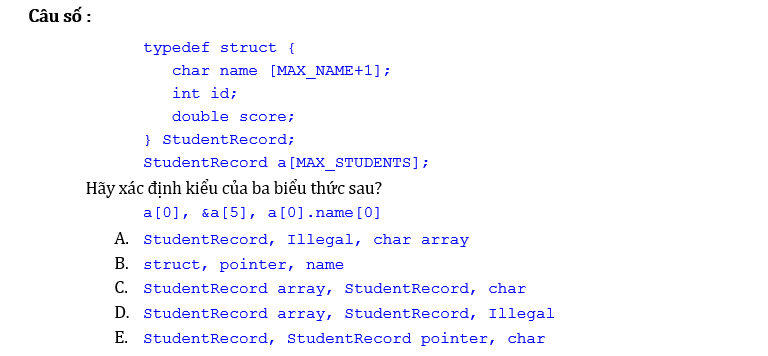 Câu số :
typedef struct {
char name [MAX_NAME+1];
int id;
double score;
} StudentRecord;
StudentRecord a[MAX_STUDENTS];
Hãy xác định kiểu của ba biểu thức sau?
a[0], &a[5], a[0].name[0]
A. StudentRecord, Illegal, char array
B. struct, pointer, name
C. StudentRecord array, StudentRecord, char
D. StudentRecord array, StudentRecord, Illegal
E. StudentRecord, StudentRecord pointer, char